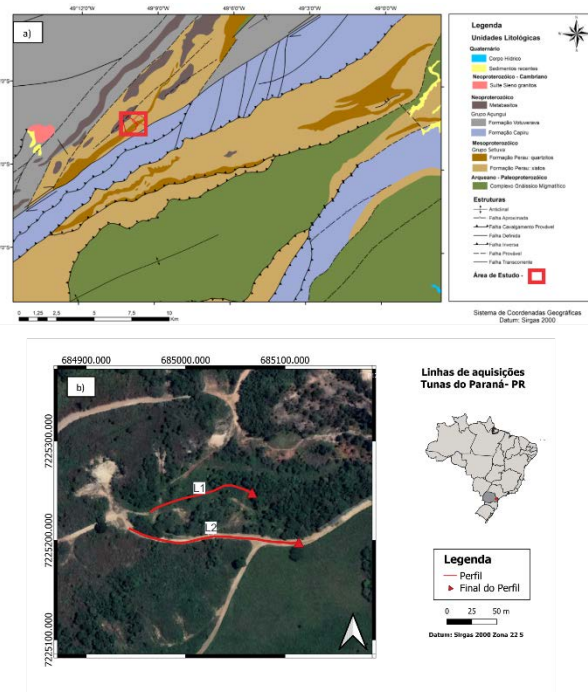 a)
49°12'0"W
49°9'0"W
49°6'0"W
49°3'0"W
49°0'0"W
Legenda
Unidades Litológicas
Quaternário
Corpo Hídrico
Sedimentos recentes
Neoproterozóico - Cambriano
Suíte Sieno granitos
Neoproterozóico
Metabasitos
Grupo Açungui
Formação Votuverava
Formação Capiru
Mesoproterozóico
Grupo Setuva
Formação Perau: quartzitos
Formação Perau: xistos
Arqueano - Paleoproterozóico
Complexo Gnáissico Migmatítico
Estruturas
Anticlinal
Falha Aproximada
Falha Cavalgamento Provável
Falha Definida
Falha Inversa
Falha Provável
Falha Transcorrente
Área de Estudo -
0 1,25 2,5 5 7,5 10
Km
Sistema de Coordenadas Geográficas
Datum: Sirgas 2000
684900.000 685000.000 685100.000
b)
7225300.000
7225200.000
7225100.000
L1
L2
Linhas de aquisições
Tunas do Paraná- PR
Legenda
Perfil
Final do Perfil
0 25 50 m
Datum: Sirgas 2000 Zona 22 S